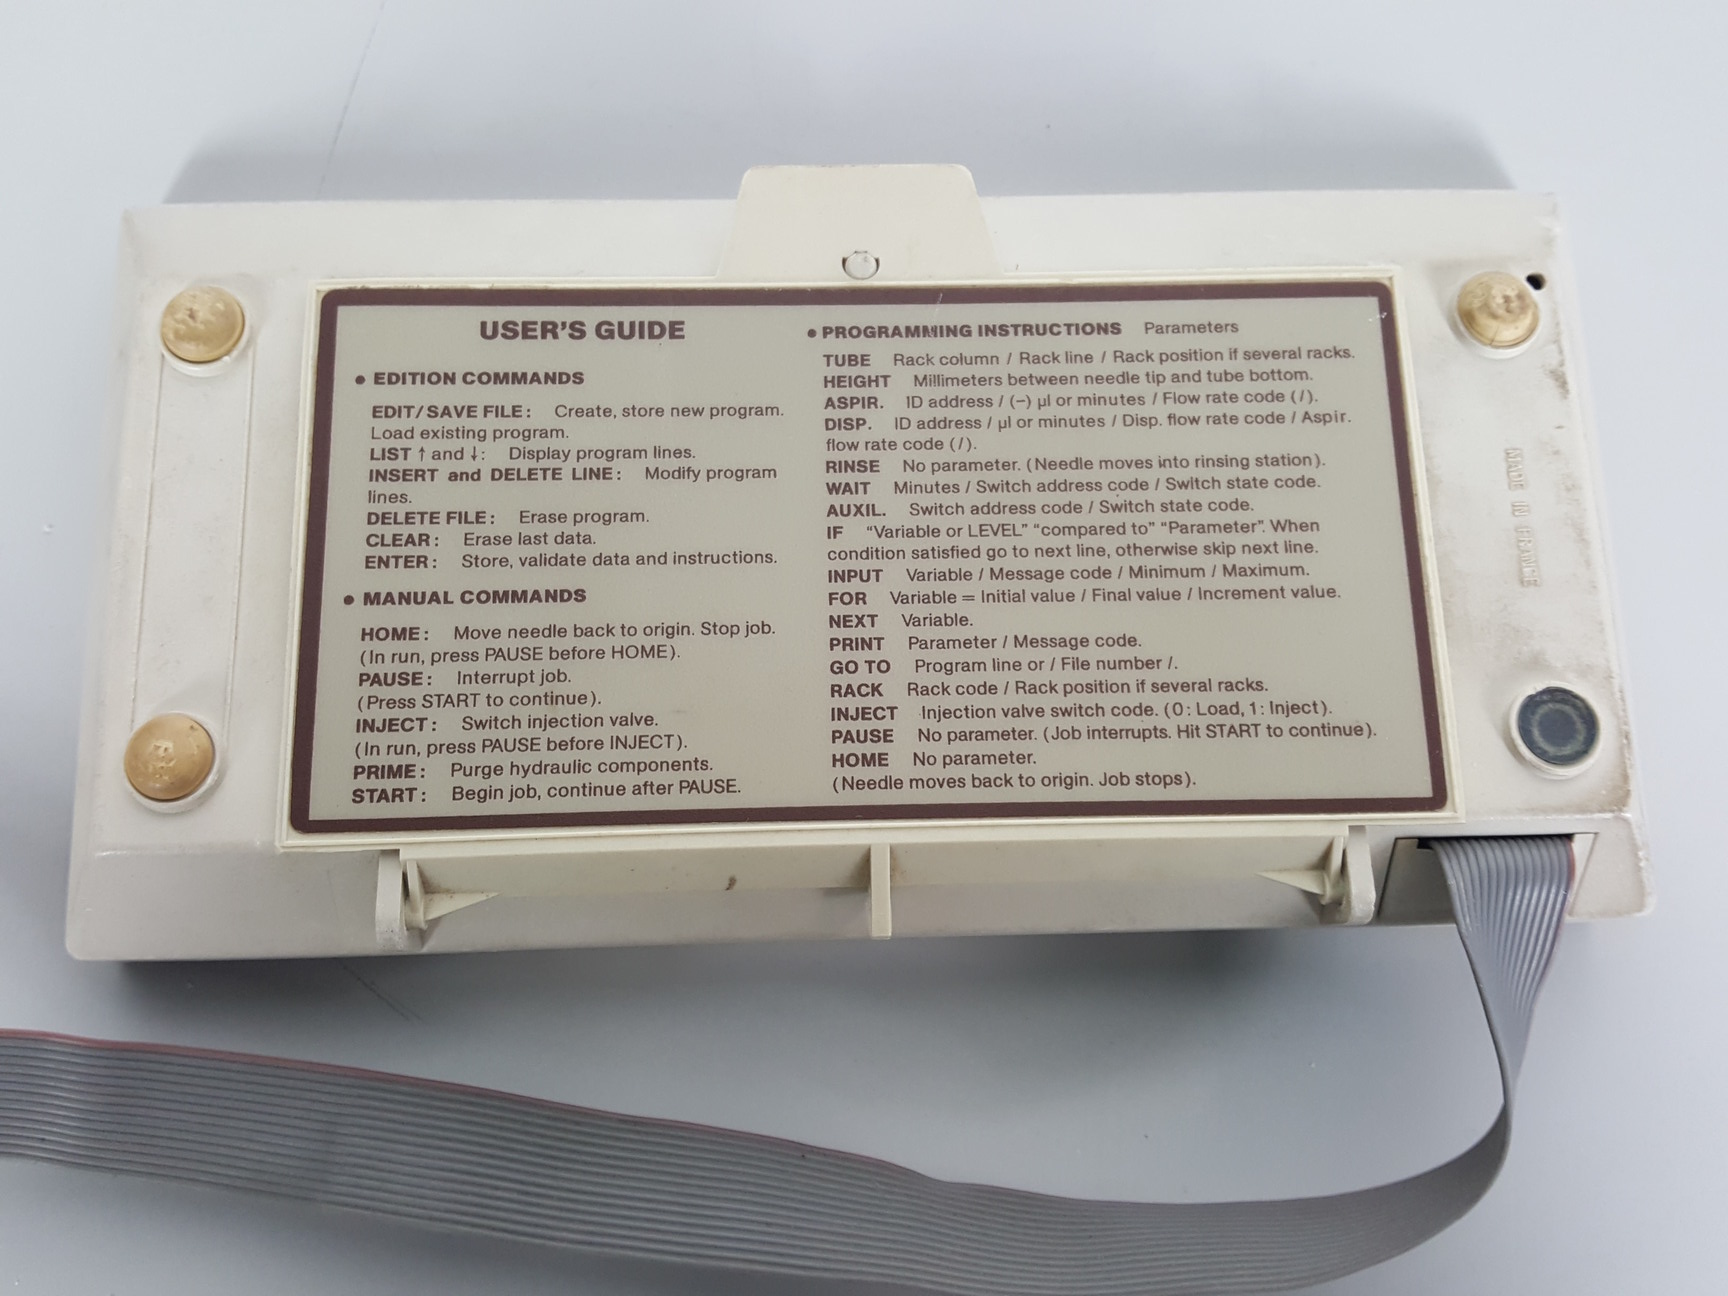 USER'S GUIDE
● EDITION COMMANDS
EDIT/SAVE FILE: Create, store new program.
Load existing program.
LIST ↑ and ↓: Display program lines.
INSERT and DELETE LINE: Modify program
lines.
DELETE FILE: Erase program.
CLEAR: Erase last data.
ENTER: Store, validate data and instructions.
● MANUAL COMMANDS
HOME: Move needle back to origin. Stop job.
(In run, press PAUSE before HOME).
PAUSE: Interrupt job.
(Press START to continue).
INJECT: Switch injection valve.
(In run, press PAUSE before INJECT).
PRIME: Purge hydraulic components.
START: Begin job, continue after PAUSE.
● PROGRAMMING INSTRUCTIONS Parameters
TUBE Rack column / Rack line / Rack position if several racks.
HEIGHT Millimeters between needle tip and tube bottom.
ASPIR. ID address / (–) µl or minutes / Flow rate code (/).
DISP. ID address / µl or minutes / Disp. flow rate code / Aspir.
flow rate code (/).
RINSE No parameter. (Needle moves into rinsing station).
WAIT Minutes / Switch address code / Switch state code.
AUXIL. Switch address code / Switch state code.
IF "Variable or LEVEL" "compared to" "Parameter". When
condition satisfied go to next line, otherwise skip next line.
INPUT Variable / Message code / Minimum / Maximum.
FOR Variable = Initial value / Final value / Increment value.
NEXT Variable.
PRINT Parameter / Message code.
GO TO Program line or / File number /.
RACK Rack code / Rack position if several racks.
INJECT Injection valve switch code. (0: Load, 1: Inject).
PAUSE No parameter. (Job interrupts. Hit START to continue).
HOME No parameter.
(Needle moves back to origin. Job stops).
MADE IN FRANCE